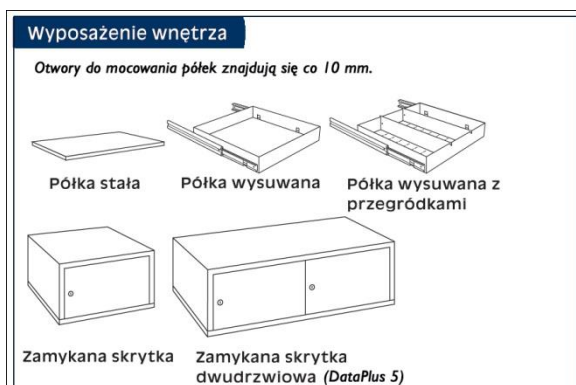 Wyposażenie wnętrza
Otwory do mocowania półek znajdują się co 10 mm.
Półka stała
Półka wysuwana
Półka wysuwana z
przegródkami
Zamykana skrytka
Zamykana skrytka
dwudrzwiowa (DataPlus 5)